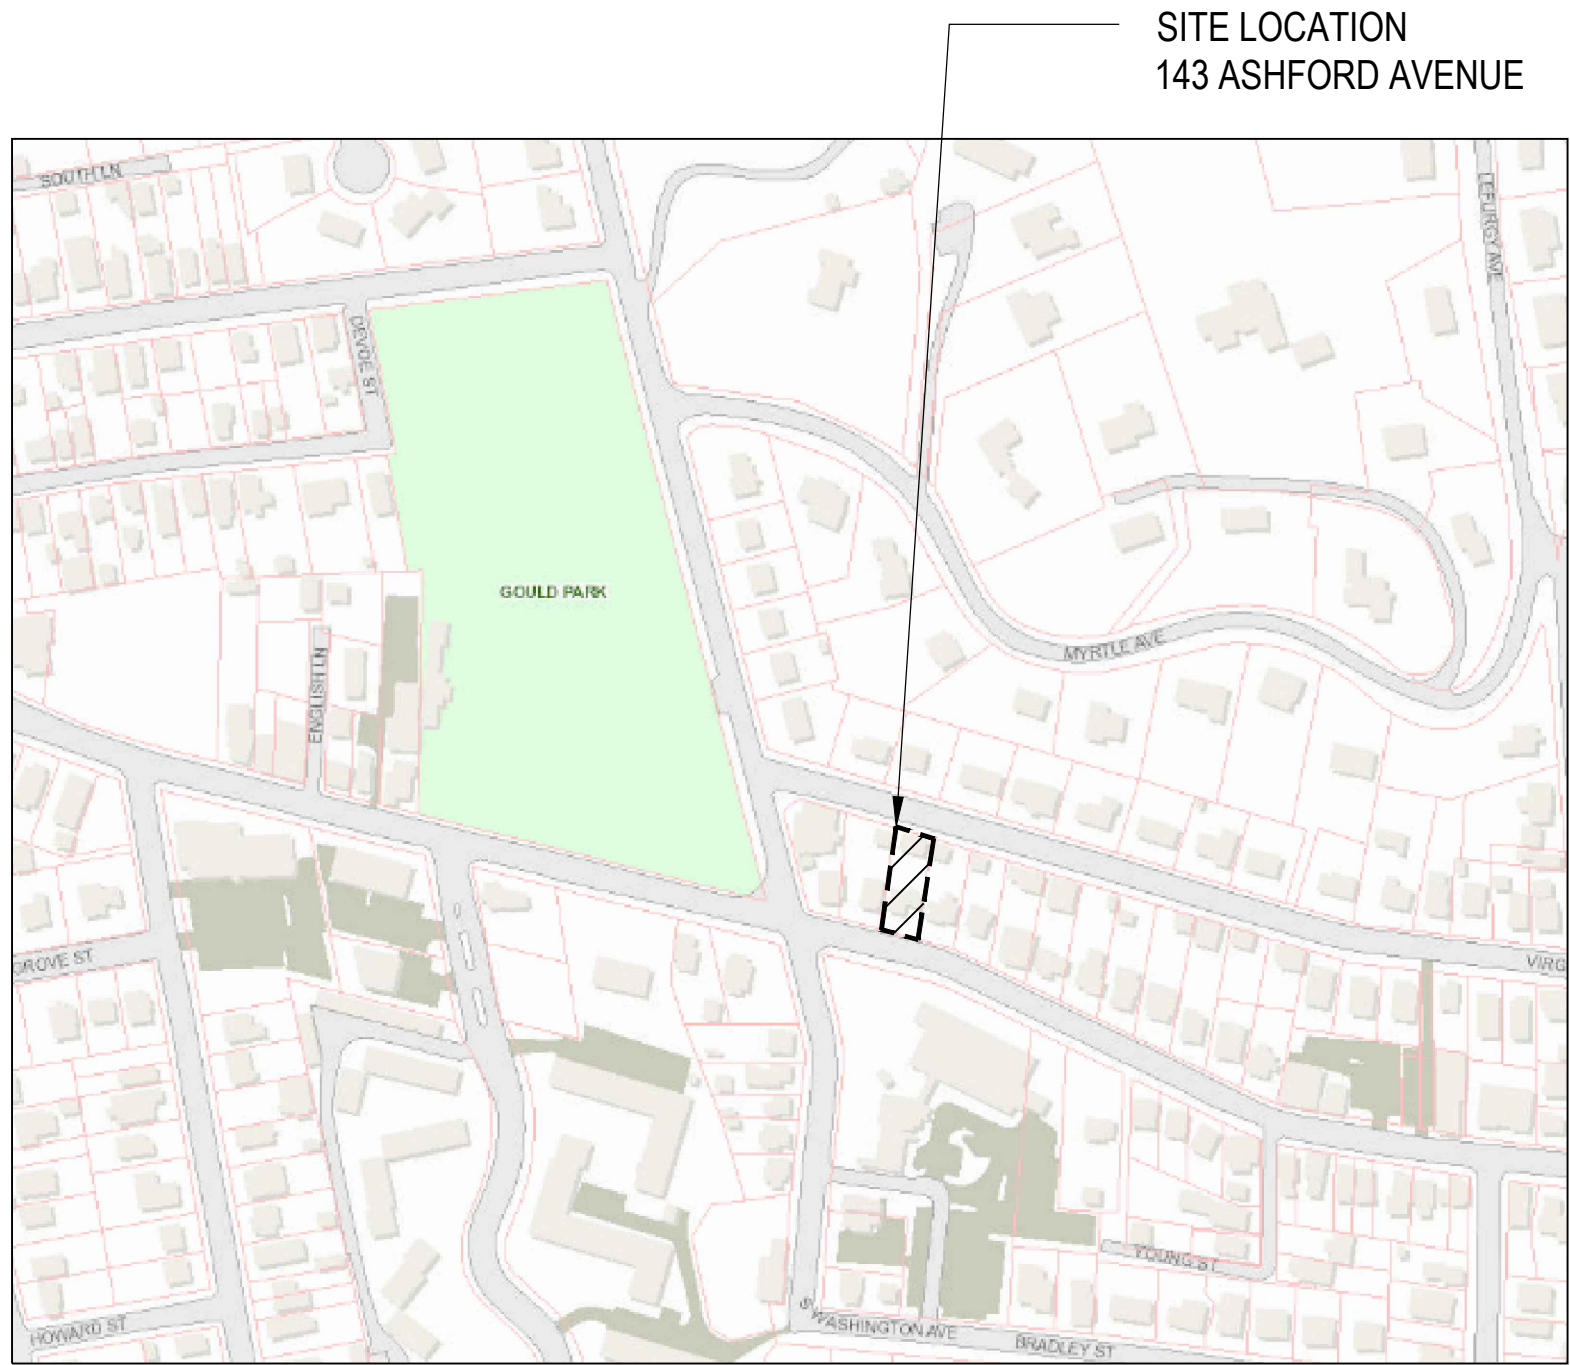 SITE LOCATION
143 ASHFORD AVENUE
SOUTH LN
LEFURGY AVE
DEVOE ST
GOULD PARK
MYRTLE AVE
ENGLISH LN
GROVE ST
VIRG
YOUNG ST
S WASHINGTON AVE
HOWARD ST
BRADLEY ST